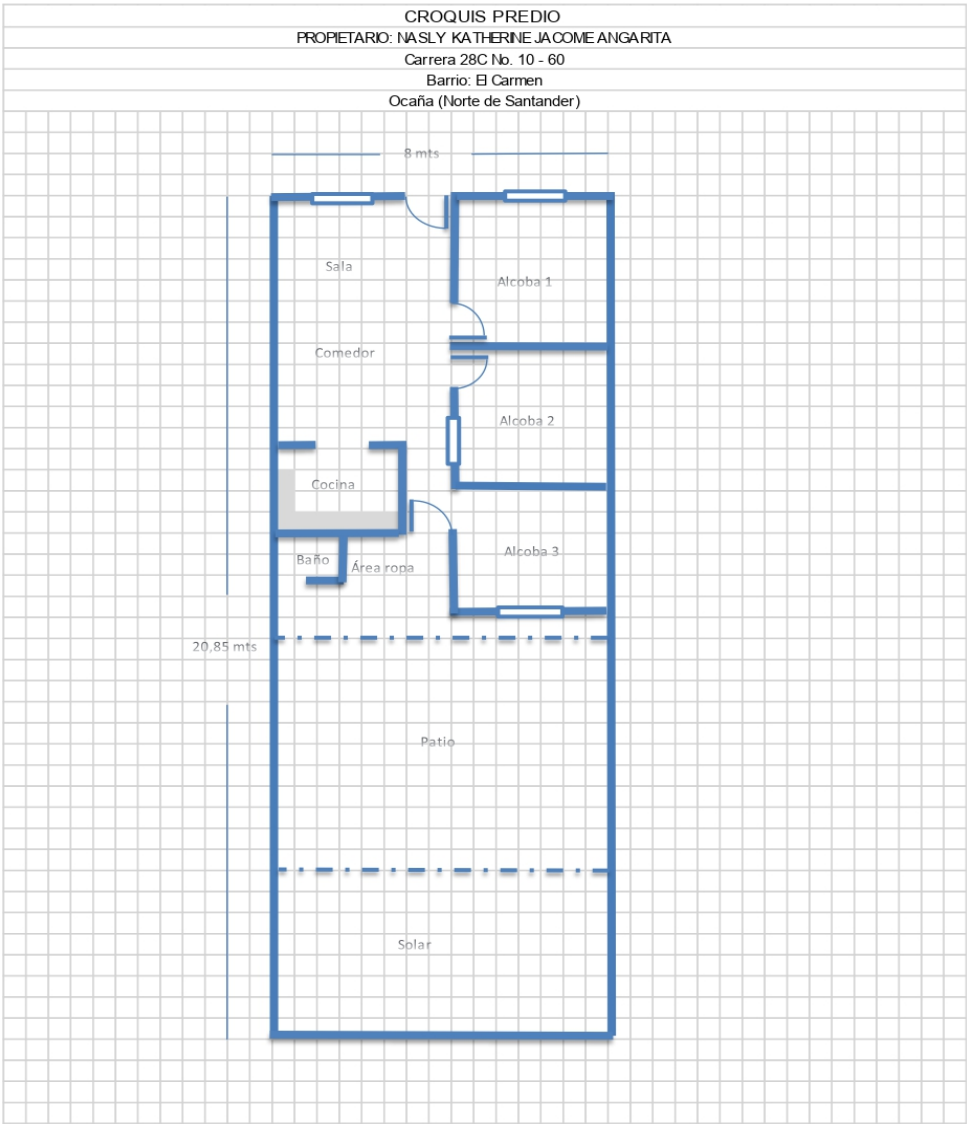 CROQUIS PREDIO
PROPIETARIO: NASLY KATHERINE JACOME ANGARITA
Carrera 28C No. 10 - 60
Barrio: El Carmen
Ocaña (Norte de Santander)
8 mts
Sala
Alcoba 1
Comedor
Alcoba 2
Cocina
Alcoba 3
Baño
Área ropa
20,85 mts
Patio
Solar